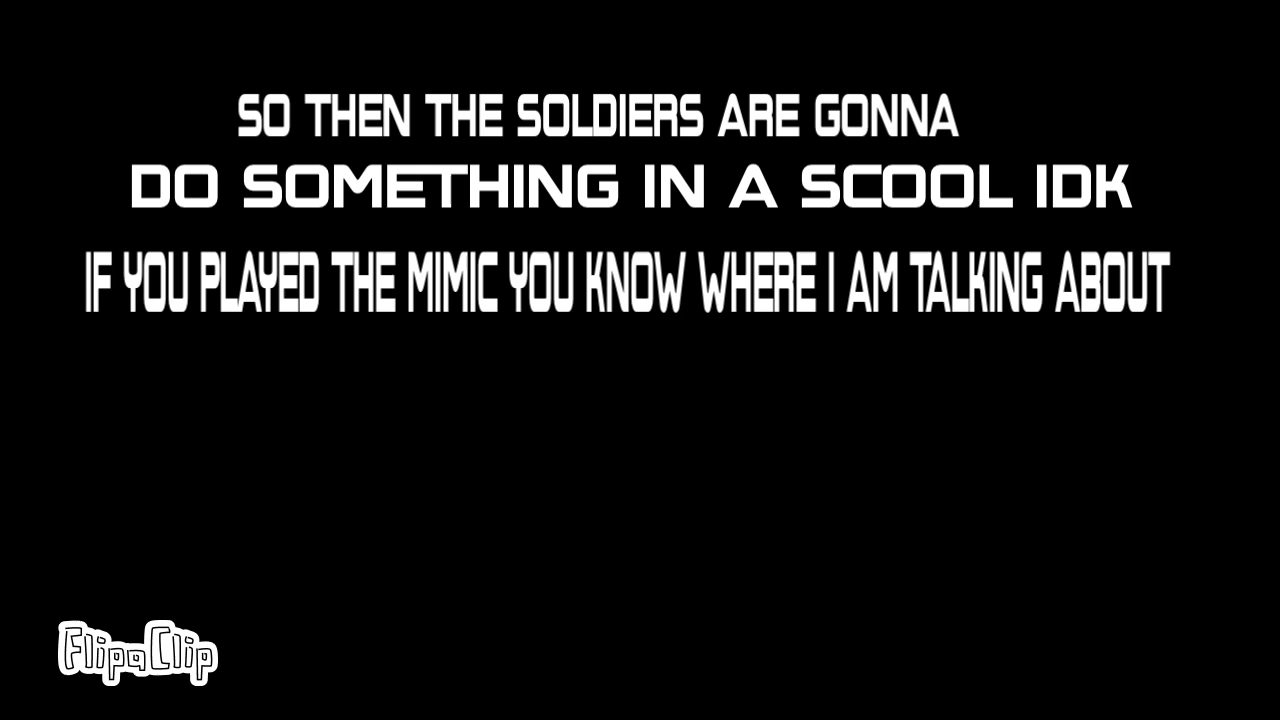 SO THEN THE SOLDIERS ARE GONNA
DO SOMETHING IN A SCOOL IDK
IF YOU PLAYED THE MIMIC YOU KNOW WHERE I AM TALKING ABOUT
FlipaClip